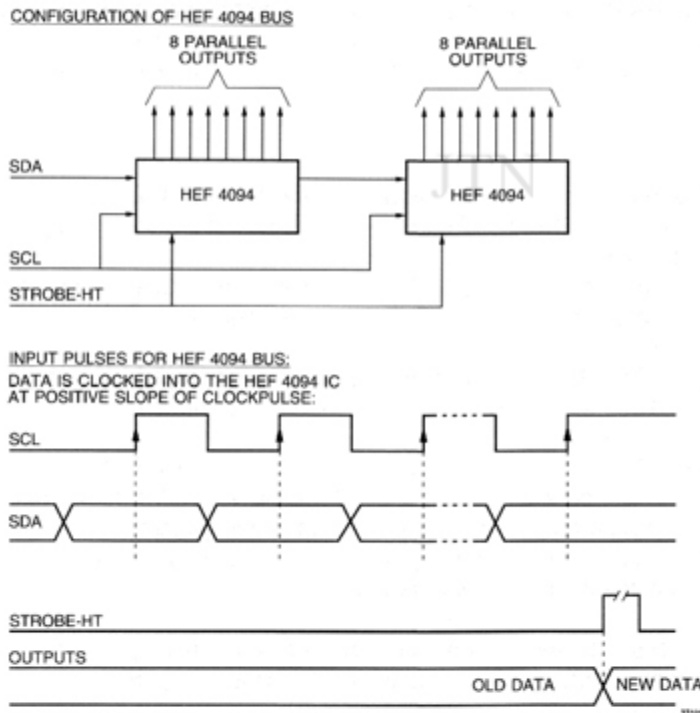 CONFIGURATION OF HEF 4094 BUS
8 PARALLEL
OUTPUTS
8 PARALLEL
OUTPUTS
SDA
HEF 4094
JTN
HEF 4094
SCL
STROBE-HT
INPUT PULSES FOR HEF 4094 BUS:
DATA IS CLOCKED INTO THE HEF 4094 IC
AT POSITIVE SLOPE OF CLOCKPULSE:
SCL
SDA
STROBE-HT
OUTPUTS
OLD DATA
NEW DATA